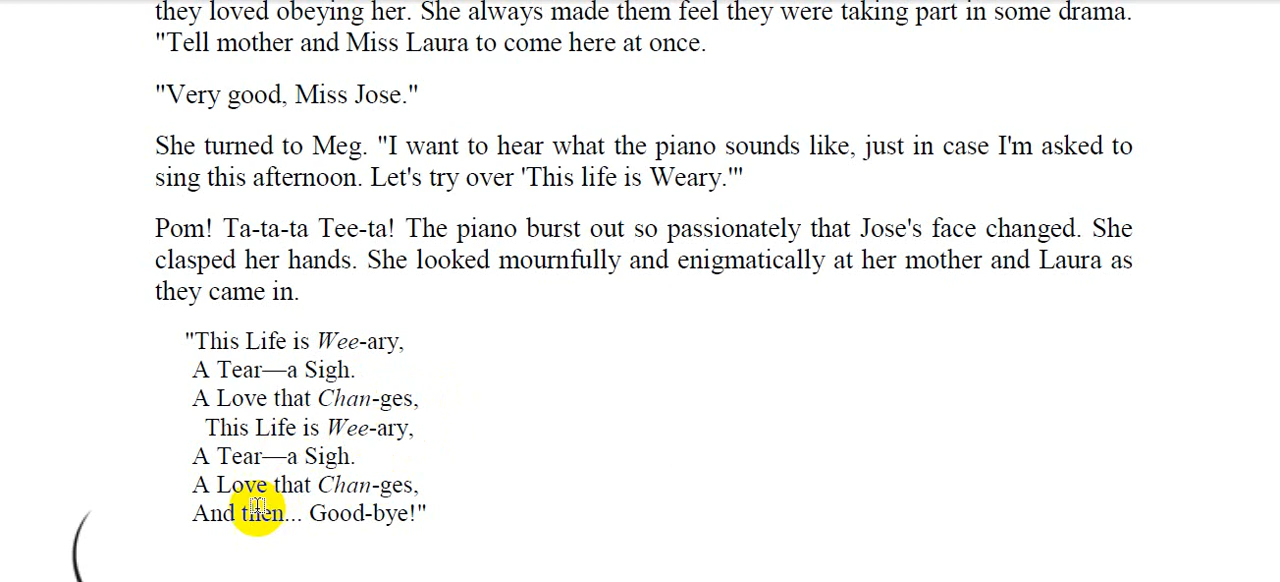 they loved obeying her. She always made them feel they were taking part in some drama.
"Tell mother and Miss Laura to come here at once.
"Very good, Miss Jose."
She turned to Meg. "I want to hear what the piano sounds like, just in case I'm asked to
sing this afternoon. Let's try over 'This life is Weary.'"
Pom! Ta-ta-ta Tee-ta! The piano burst out so passionately that Jose's face changed. She
clasped her hands. She looked mournfully and enigmatically at her mother and Laura as
they came in.
"This Life is Wee-ary,
A Tear—a Sigh.
A Love that Chan-ges,
This Life is Wee-ary,
A Tear—a Sigh.
A Love that Chan-ges,
And then... Good-bye!"